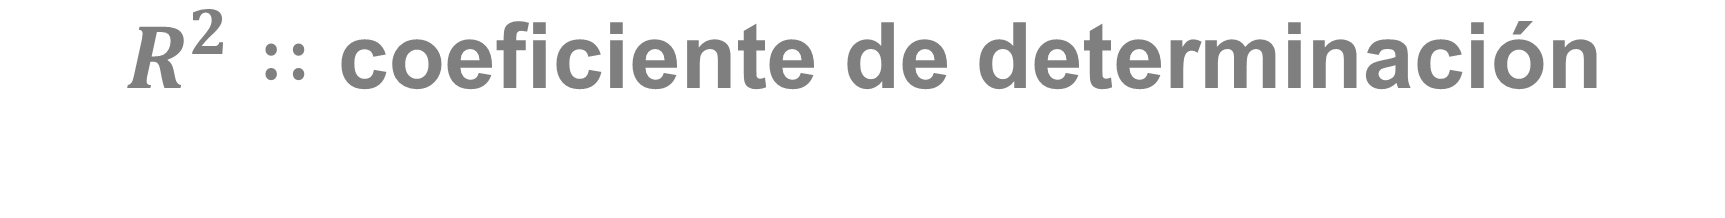 R² ∷ coeficiente de determinación